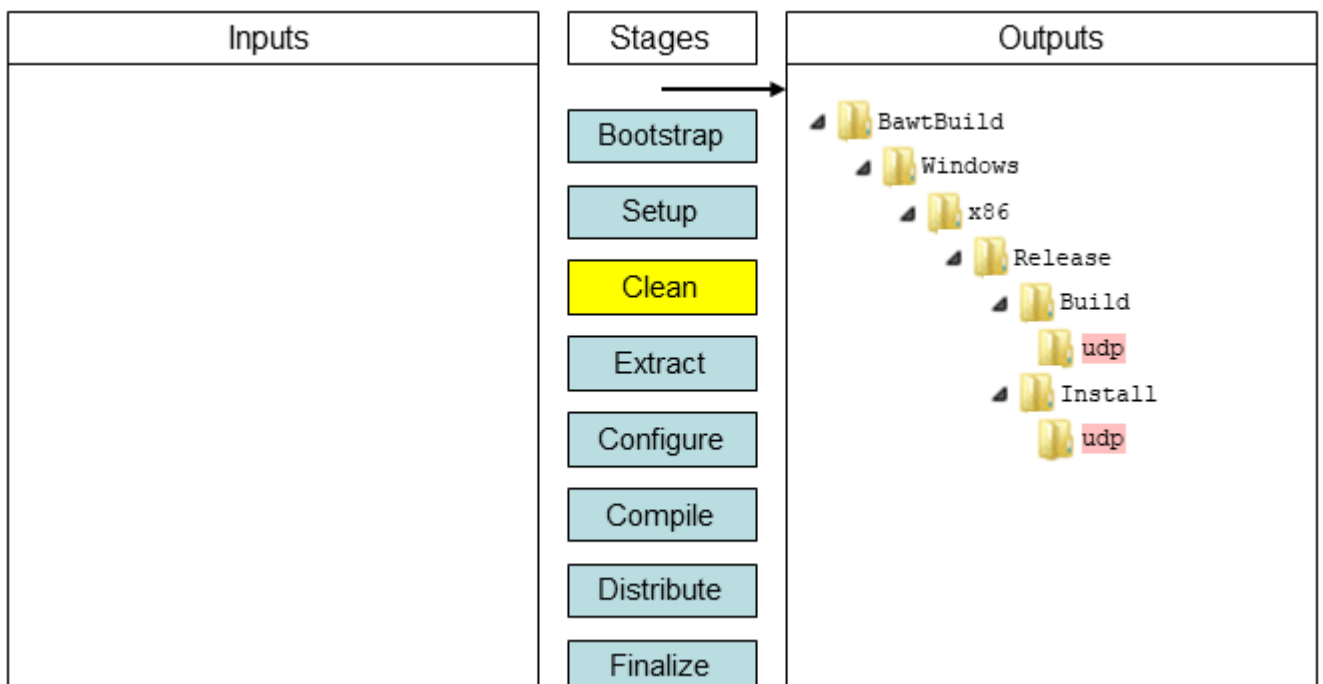 Inputs
Stages
Outputs
Bootstrap
Setup
Clean
Extract
Configure
Compile
Distribute
Finalize
BawtBuild
Windows
x86
Release
Build
udp
Install
udp